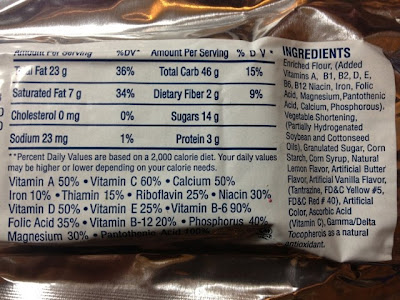 Amount Per Serving %DV* Amount Per Serving % D V *
Total Fat 23 g 36% Total Carb 46 g 15%
Saturated Fat 7 g 34% Dietary Fiber 2 g 9%
Cholesterol 0 mg 0% Sugars 14 g
Sodium 23 mg 1% Protein 3 g
**Percent Daily Values are based on a 2,000 calorie diet. Your daily values
may be higher or lower depending on your calorie needs.
Vitamin A 50% • Vitamin C 60% • Calcium 50%
Iron 10% • Thiamin 15% • Riboflavin 25% • Niacin 30%
Vitamin D 50% • Vitamin E 25% • Vitamin B-6 90%
Folic Acid 35% • Vitamin B-12 20% • Phosphorus 40%
Magnesium 30% • Pantothenic Acid 100%
INGREDIENTS
Enriched Flour, (Added
Vitamins A, B1, B2, D, E,
B6, B12 Niacin, Iron, Folic
Acid, Magnesium, Pantothenic
Acid, Calcium, Phosphorus).
Vegetable Shortening,
(Partially Hydrogenated
Soybean and Cottonseed
Oils), Granulated Sugar, Corn
Starch, Corn Syrup, Natural
Lemon Flavor, Artificial Butter
Flavor, Artificial Vanilla Flavor,
(Tantrazine, FD&C Yellow #5,
FD&C Red # 40), Artificial
Color, Ascorbic Acid
(Vitamin C), Gamma/Delta
Tocopherols as a natural
antioxidant.